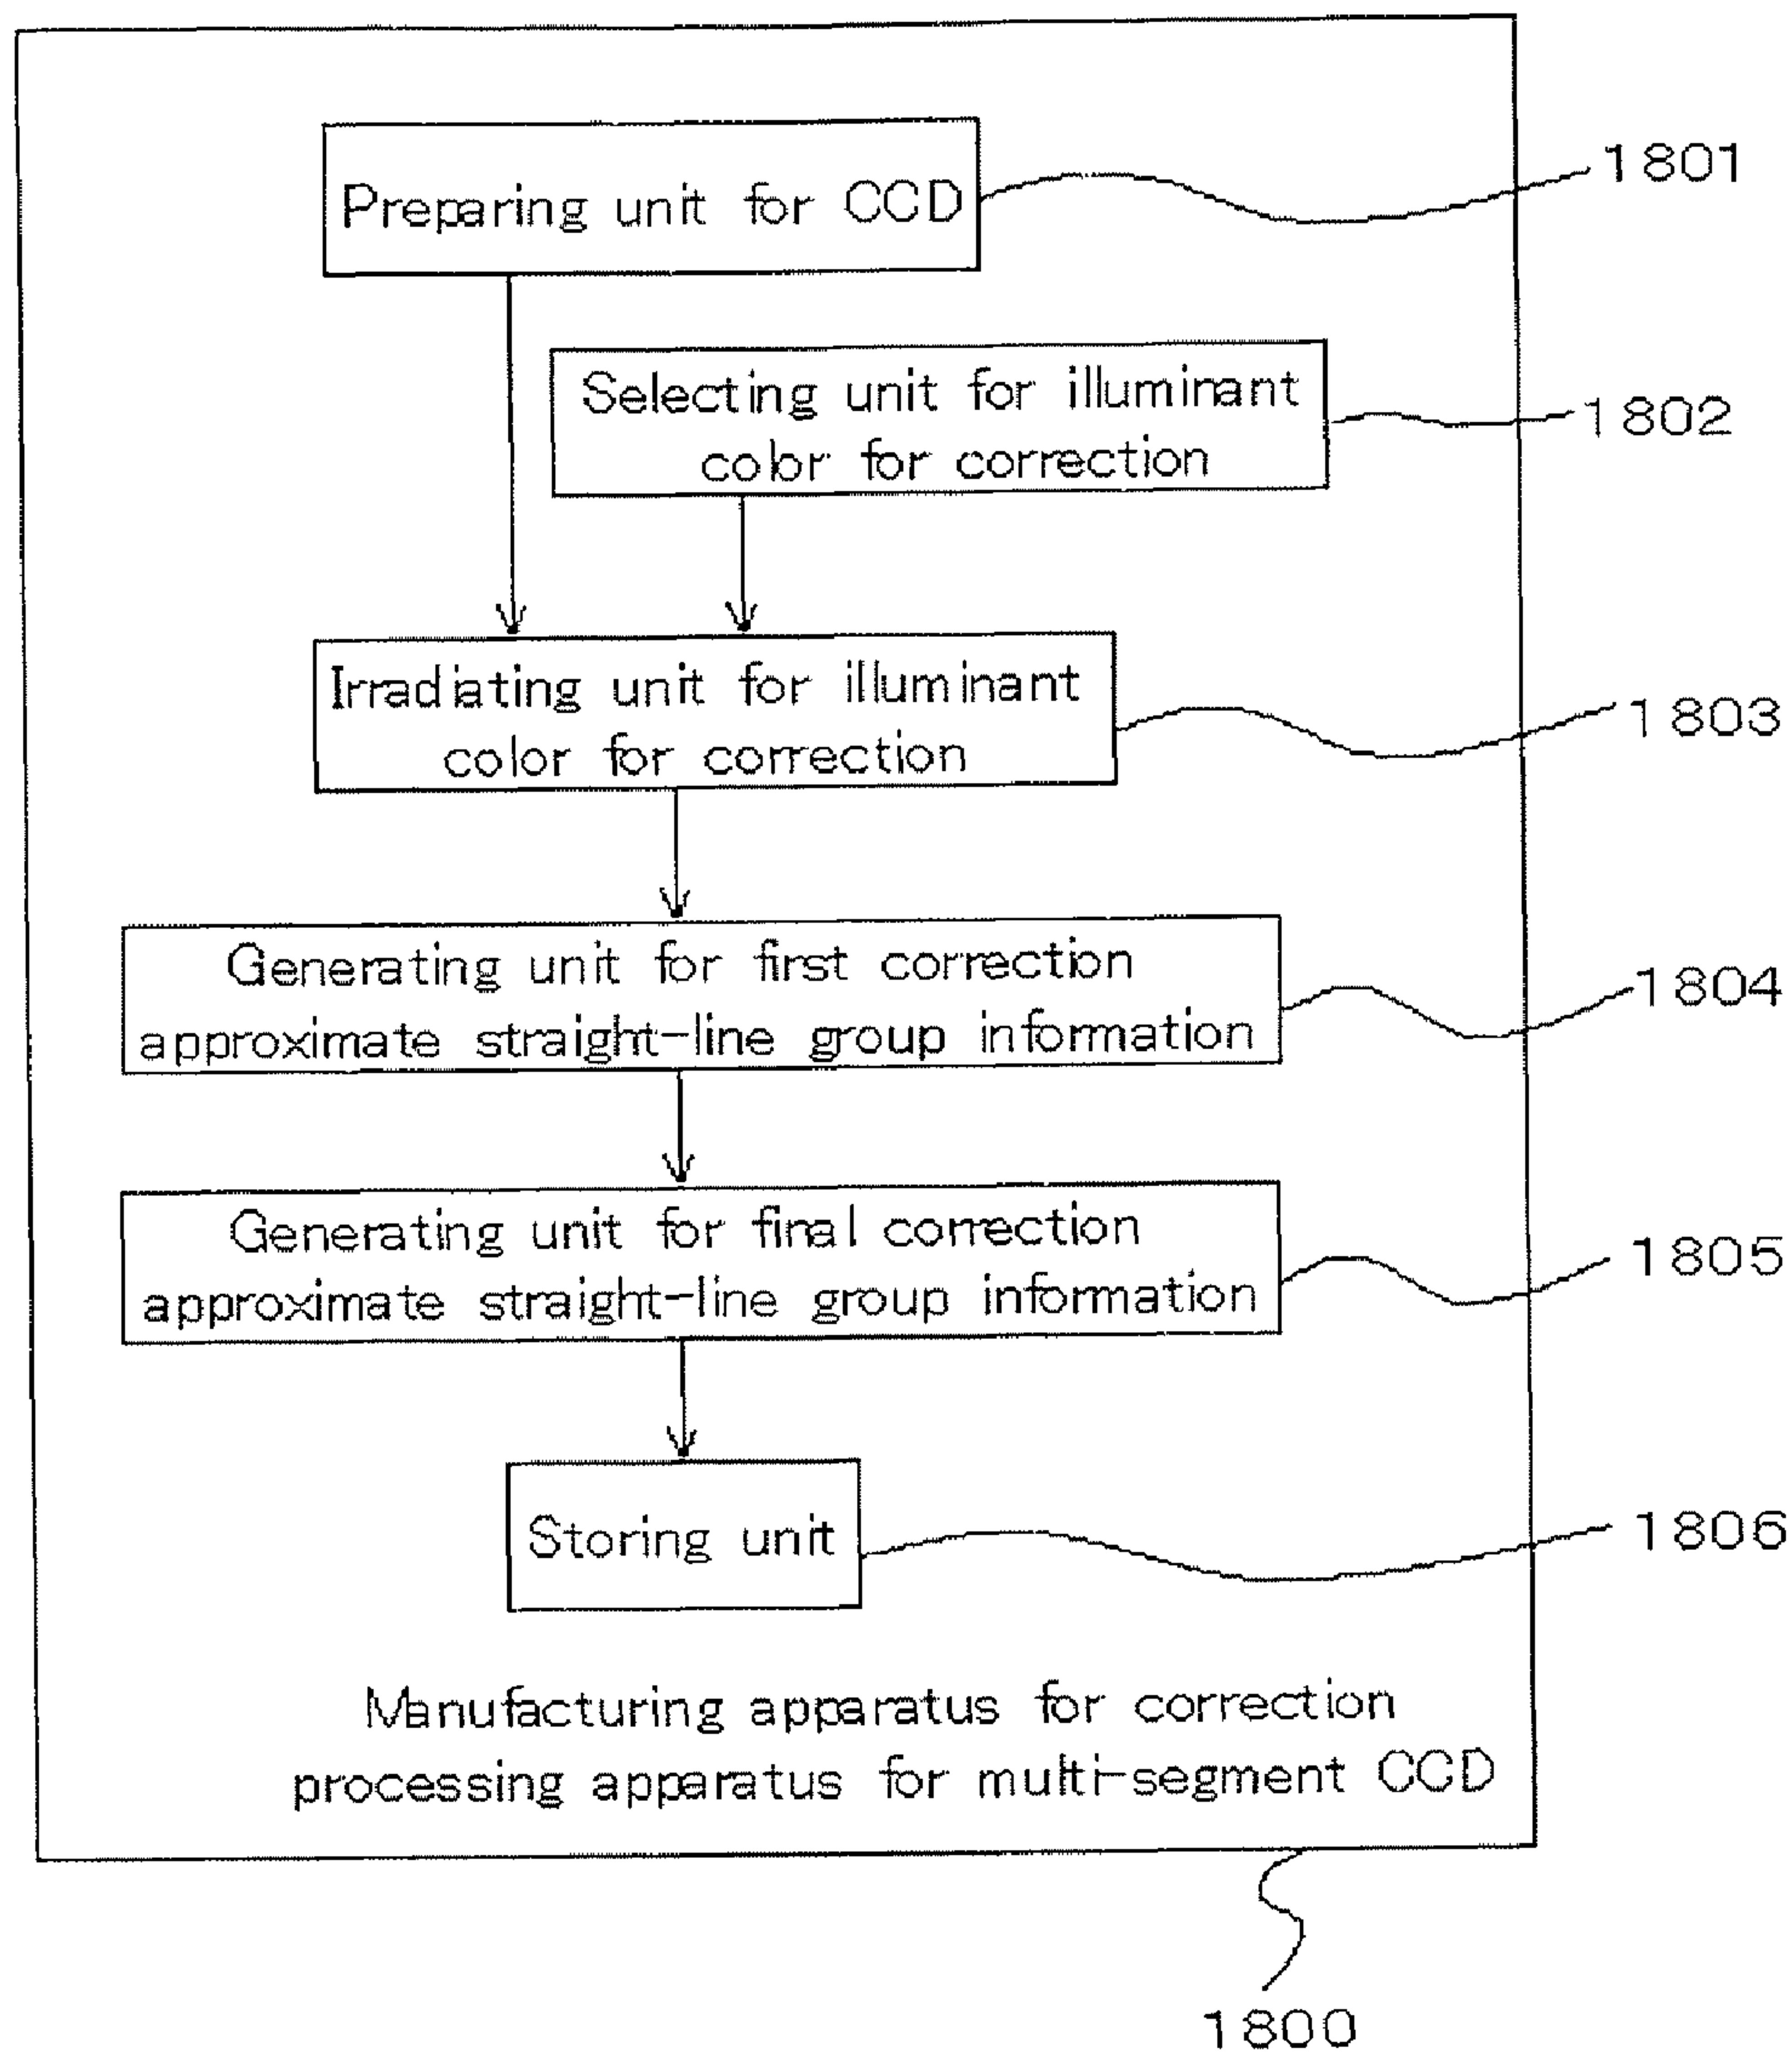 Preparing unit for CCD
1801
Selecting unit for illuminant
color for correction
1802
Irradiating unit for illuminant
color for correction
1803
Generating unit for first correction
approximate straight-line group information
1804
Generating unit for final correction
approximate straight-line group information
1805
Storing unit
1806
Manufacturing apparatus for correction
processing apparatus for multi-segment CCD
1800